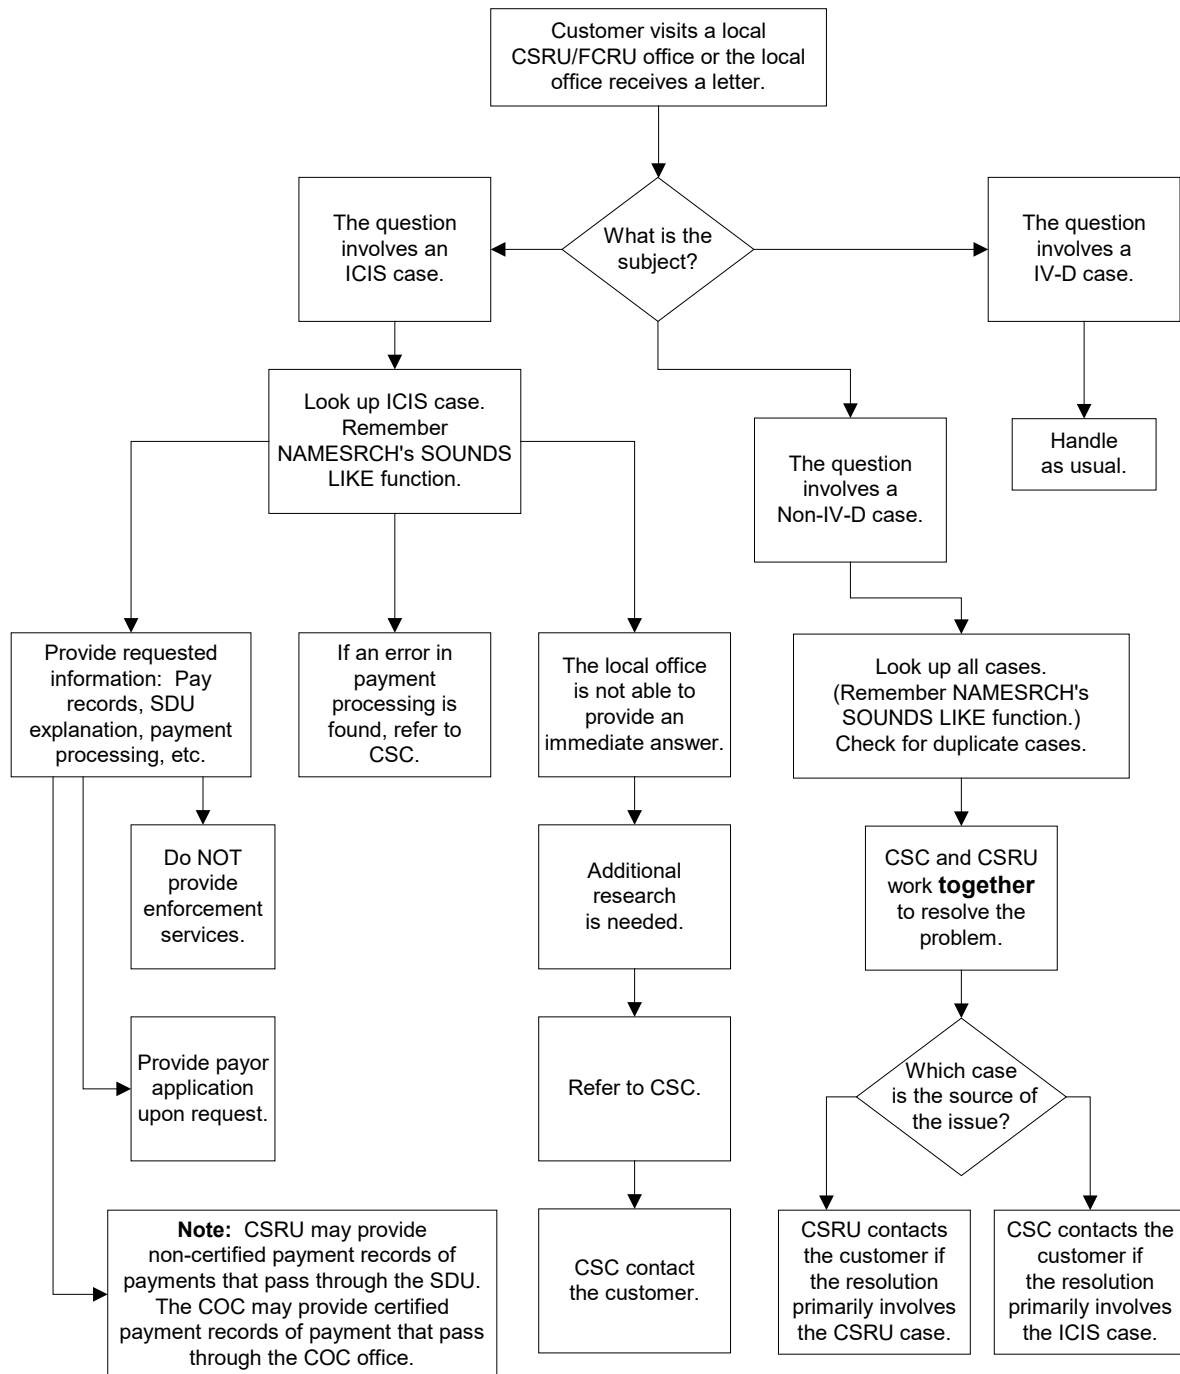 Customer visits a local
CSRU/FCRU office or the local
office receives a letter.
The question
involves an
ICIS case.
What is the
subject?
The question
involves a
IV-D case.
Look up ICIS case.
Remember
NAMESRCH's SOUNDS
LIKE function.
The question
involves a
Non-IV-D case.
Handle
as usual.
Provide requested
information:  Pay
records, SDU
explanation, payment
processing, etc.
If an error in
payment
processing is
found, refer to
CSC.
The local office
is not able to
provide an
immediate answer.
Look up all cases.
(Remember NAMESRCH's
SOUNDS LIKE function.)
Check for duplicate cases.
Do NOT
provide
enforcement
services.
Additional
research
is needed.
CSC and CSRU
work together
to resolve the
problem.
Provide payor
application
upon request.
Refer to CSC.
Which case
is the source of
the issue?
Note:  CSRU may provide
non-certified payment records of
payments that pass through the SDU.
The COC may provide certified
payment records of payment that pass
through the COC office.
CSC contact
the customer.
CSRU contacts
the customer if
the resolution
primarily involves
the CSRU case.
CSC contacts the
customer if
the resolution
primarily involves
the ICIS case.